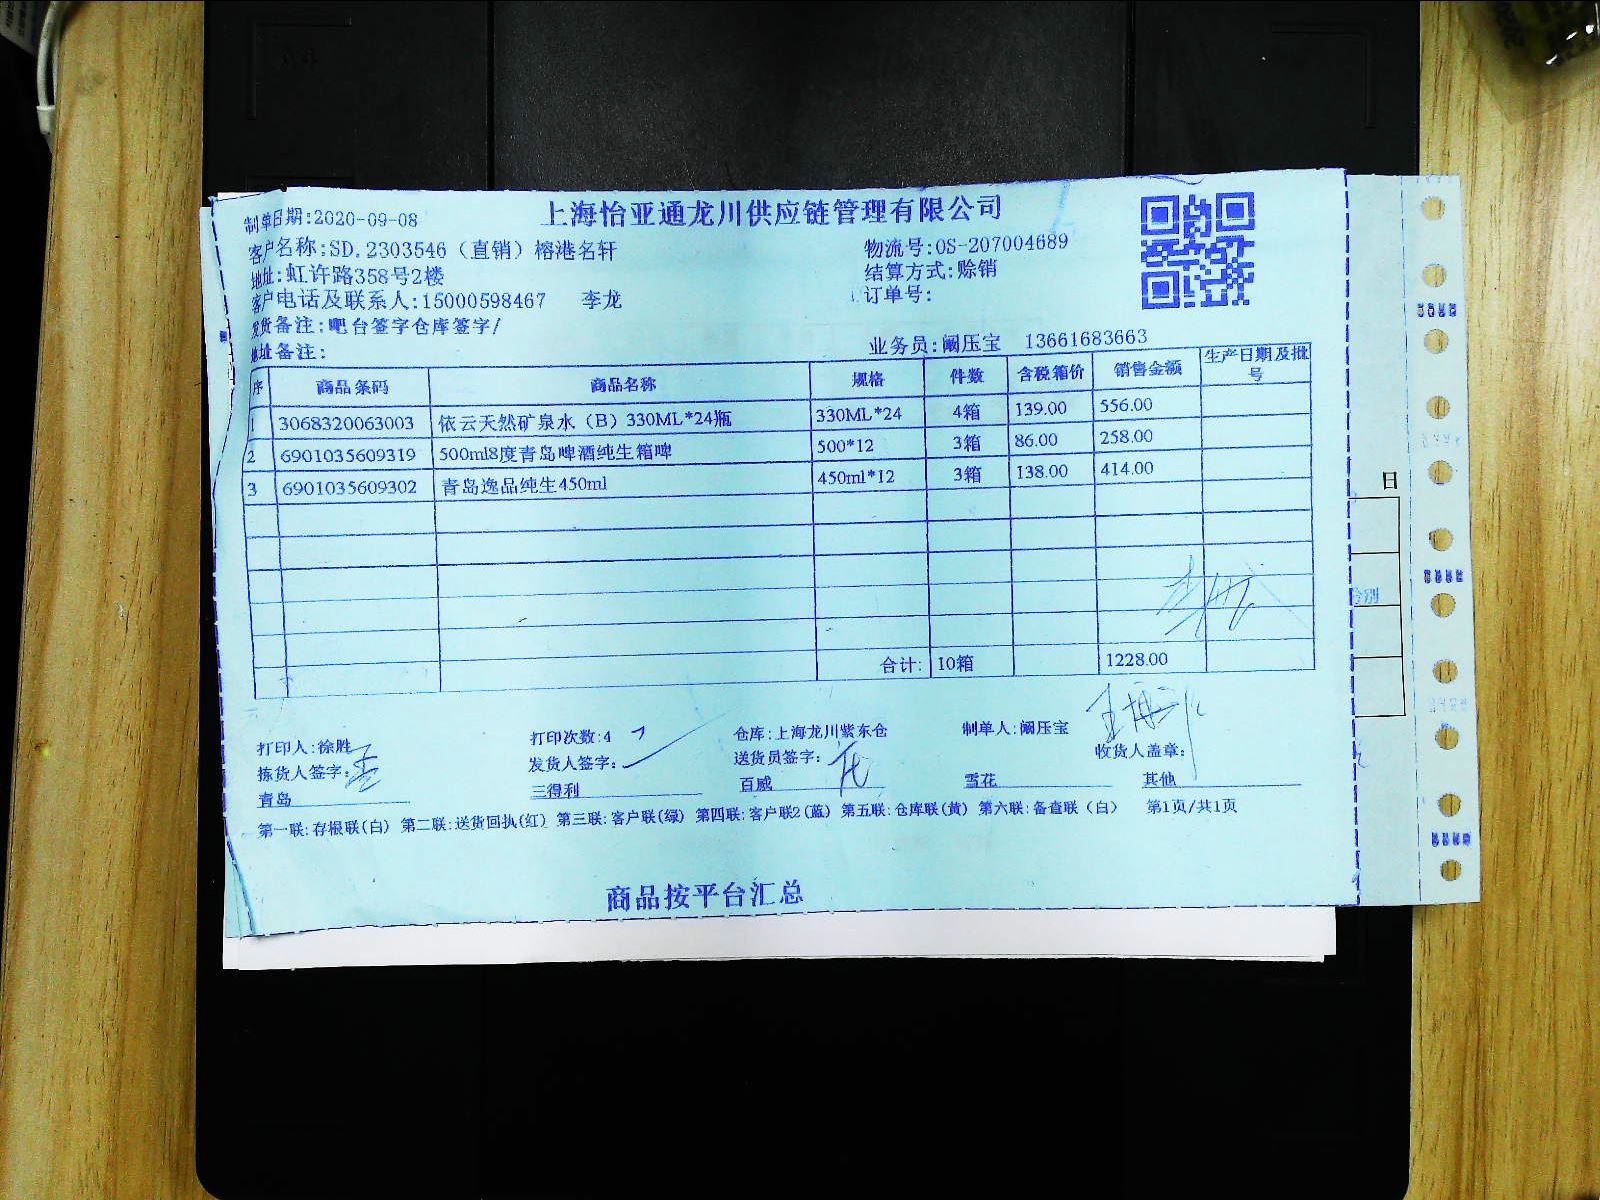 上海怡亚通龙川供应链管理有限公司
制单日期:2020-09-08
客户名称:SD.2303546（直销）榕港名轩 物流号:OS-207004689
地址:虹许路358号2楼 结算方式:赊销
客户电话及联系人:15000598467 李龙 订单号:
发货备注:吧台签字仓库签字/
地址备注: 业务员:阚压宝 13661683663
序 商品条码 商品名称 规格 件数 含税箱价 销售金额 生产日期及批号
1 3068320063003 依云天然矿泉水（B）330ML*24瓶 330ML*24 4箱 139.00 556.00
2 6901035609319 500ml8度青岛啤酒纯生箱啤 500*12 3箱 86.00 258.00
3 6901035609302 青岛逸品纯生450ml 450ml*12 3箱 138.00 414.00
合计: 10箱 1228.00
打印人:徐胜 打印次数:4 仓库:上海龙川紫东仓 制单人:阚压宝 收货人盖章:
拣货人签字: 发货人签字: 送货员签字:
青岛 三得利 百威 雪花 其他
第一联:存根联(白) 第二联:送货回执(红) 第三联:客户联(绿) 第四联:客户联2(蓝) 第五联:仓库联(黄) 第六联:备查联（白） 第1页/共1页
商品按平台汇总
日